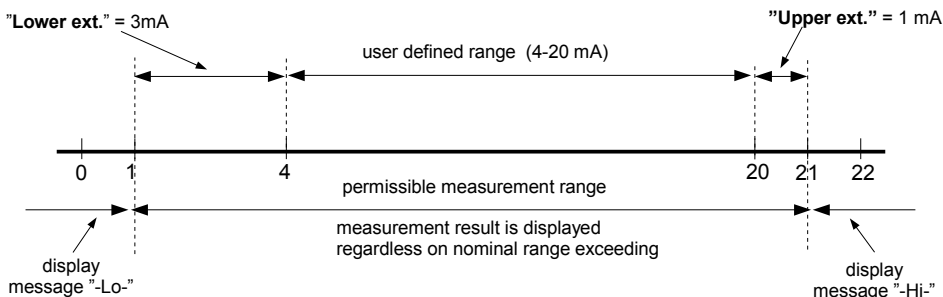 "Lower ext." = 3mA
"Upper ext." = 1 mA
user defined range (4-20 mA)
0 1 4 20 21 22
permissible measurement range
measurement result is displayed
regardless on nominal range exceeding
display
message "-Lo-"
display
message "-Hi-"